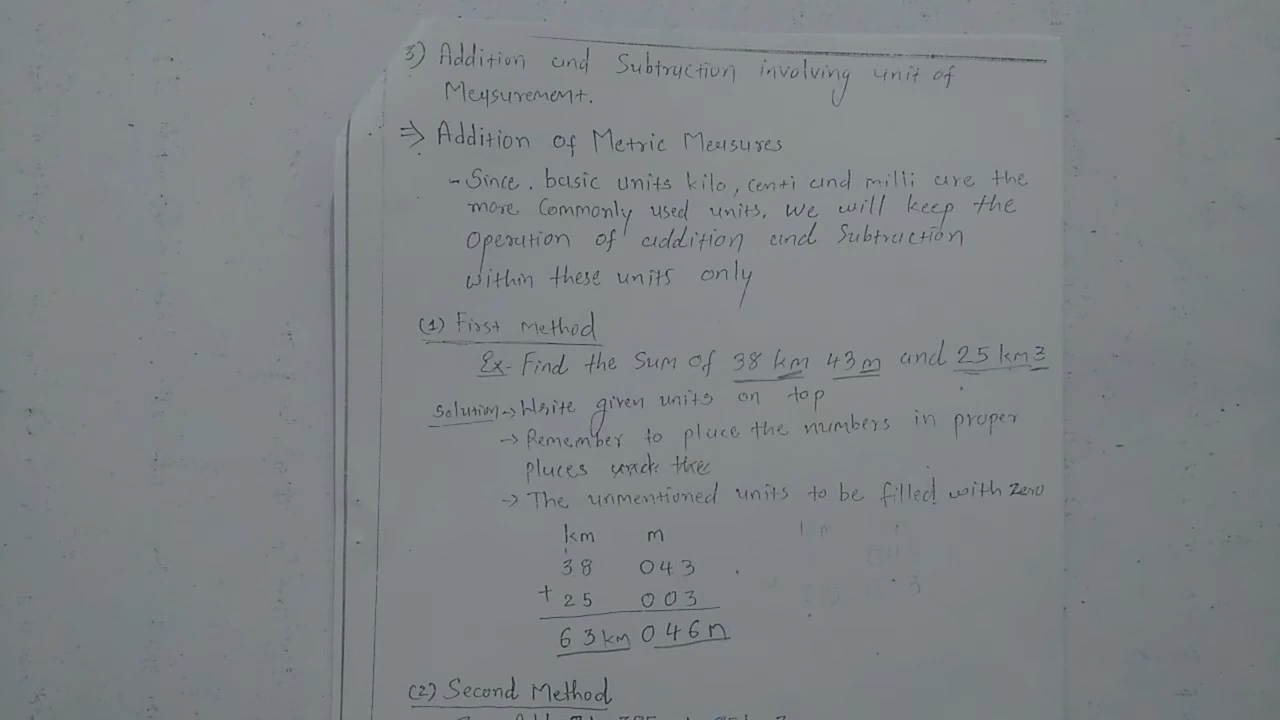 3) Addition and Subtraction involving unit of
Measurement.
⇒ Addition of Metric Measures
- Since. basic units kilo, centi and milli are the
more Commonly used units, we will keep the
Operation of addition and Subtraction
within these units only
(1) First Method
Ex- Find the Sum of 38 km 43 m and 25 km 3
Solution → Write given units on top
→ Remember to place the numbers in proper
places
→ The unmentioned units to be filled with zero
km m
38 043
+ 25 003
63 km 046 m
(2) Second Method